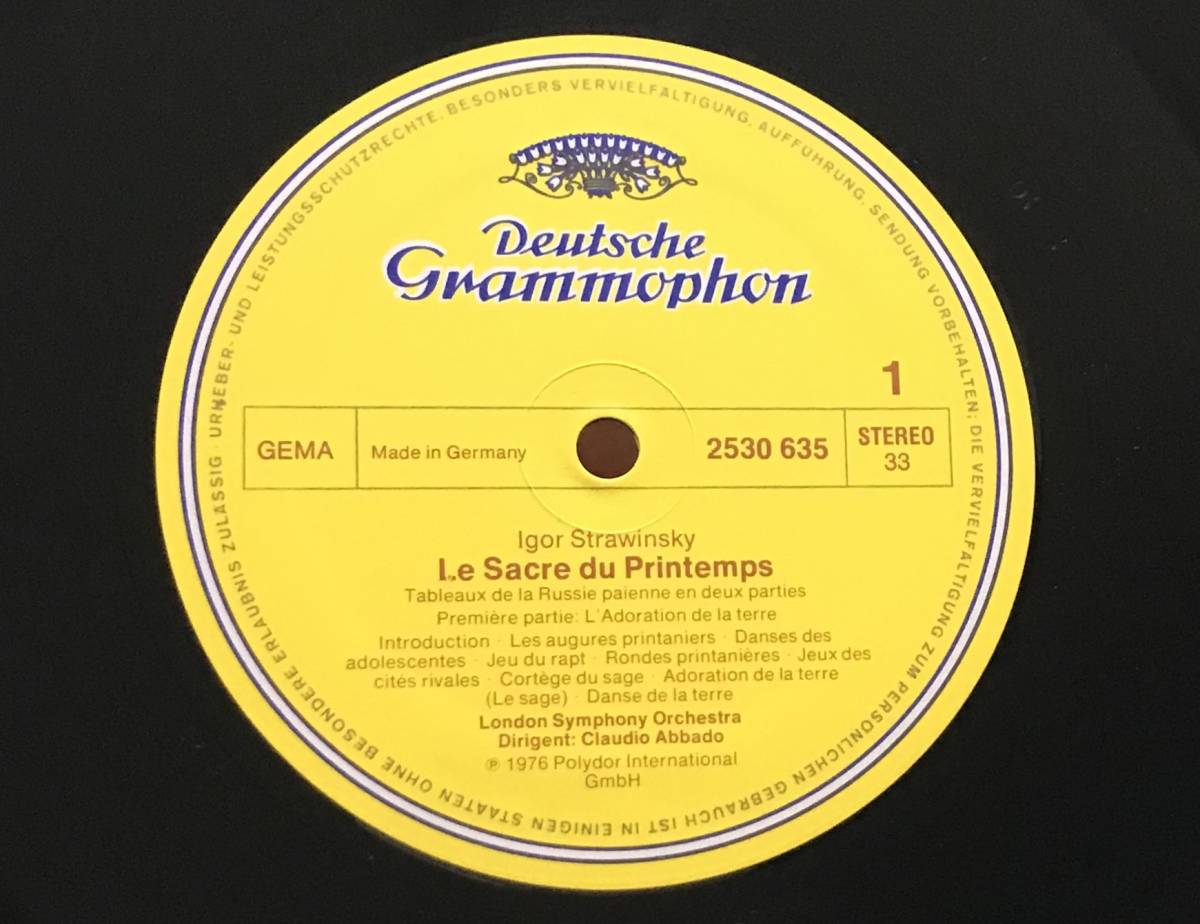 Deutsche
Grammophon
1
GEMA
Made in Germany
2530 635
STEREO
33
Igor Strawinsky
Le Sacre du Printemps
Tableaux de la Russie paienne en deux parties
Première partie: L'Adoration de la terre
Introduction · Les augures printaniers · Danses des
adolescentes · Jeu du rapt · Rondes printanières · Jeux des
cités rivales · Cortège du sage · Adoration de la terre
(Le sage) · Danse de la terre
London Symphony Orchestra
Dirigent: Claudio Abbado
℗ 1976 Polydor International
GmbH
URHEBER- UND LEISTUNGSSCHUTZRECHTE, BESONDERS VERVIELFÄLTIGUNG, AUFFÜHRUNG, SENDUNG VORBEHALTEN; DIE VERVIELFÄLTIGUNG ZUM PERSÖNLICHEN GEBRAUCH IST IN EINIGEN STAATEN OHNE BESONDERE ERLAUBNIS ZULÄSSIG ·